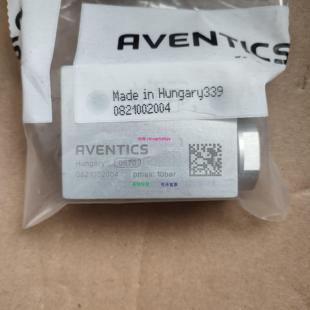 AVENTICS
Made in Hungary339
0821002004
AVENTICS
Hungary
0821002004 pmax: 10bar